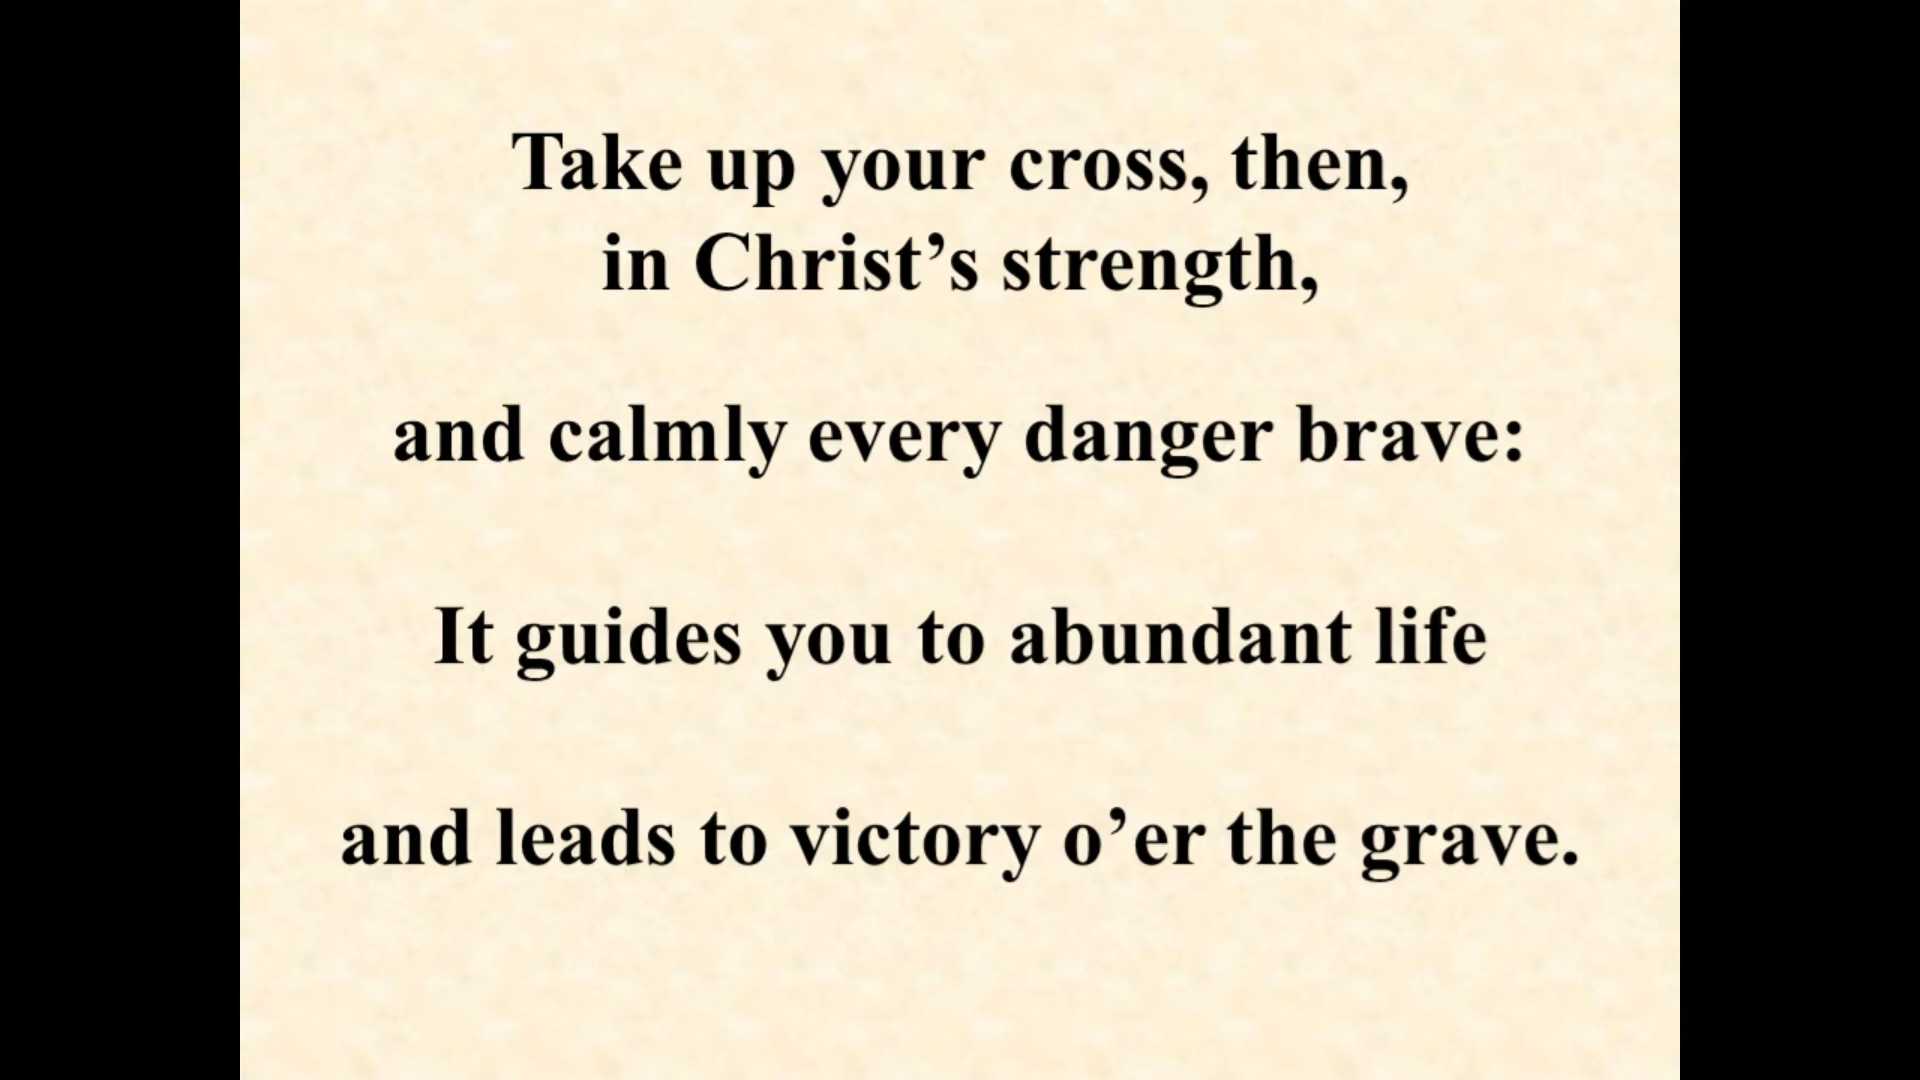 Take up your cross, then,
in Christ’s strength,
and calmly every danger brave:
It guides you to abundant life
and leads to victory o’er the grave.